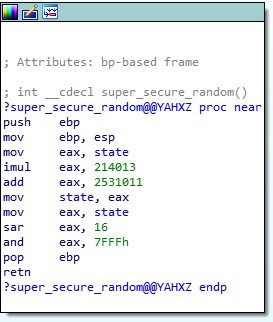 ; Attributes: bp-based frame
; int __cdecl super_secure_random()
?super_secure_random@@YAHXZ proc near
push    ebp
mov     ebp, esp
mov     eax, state
imul    eax, 214013
add     eax, 2531011
mov     state, eax
mov     eax, state
sar     eax, 16
and     eax, 7FFFh
pop     ebp
retn
?super_secure_random@@YAHXZ endp